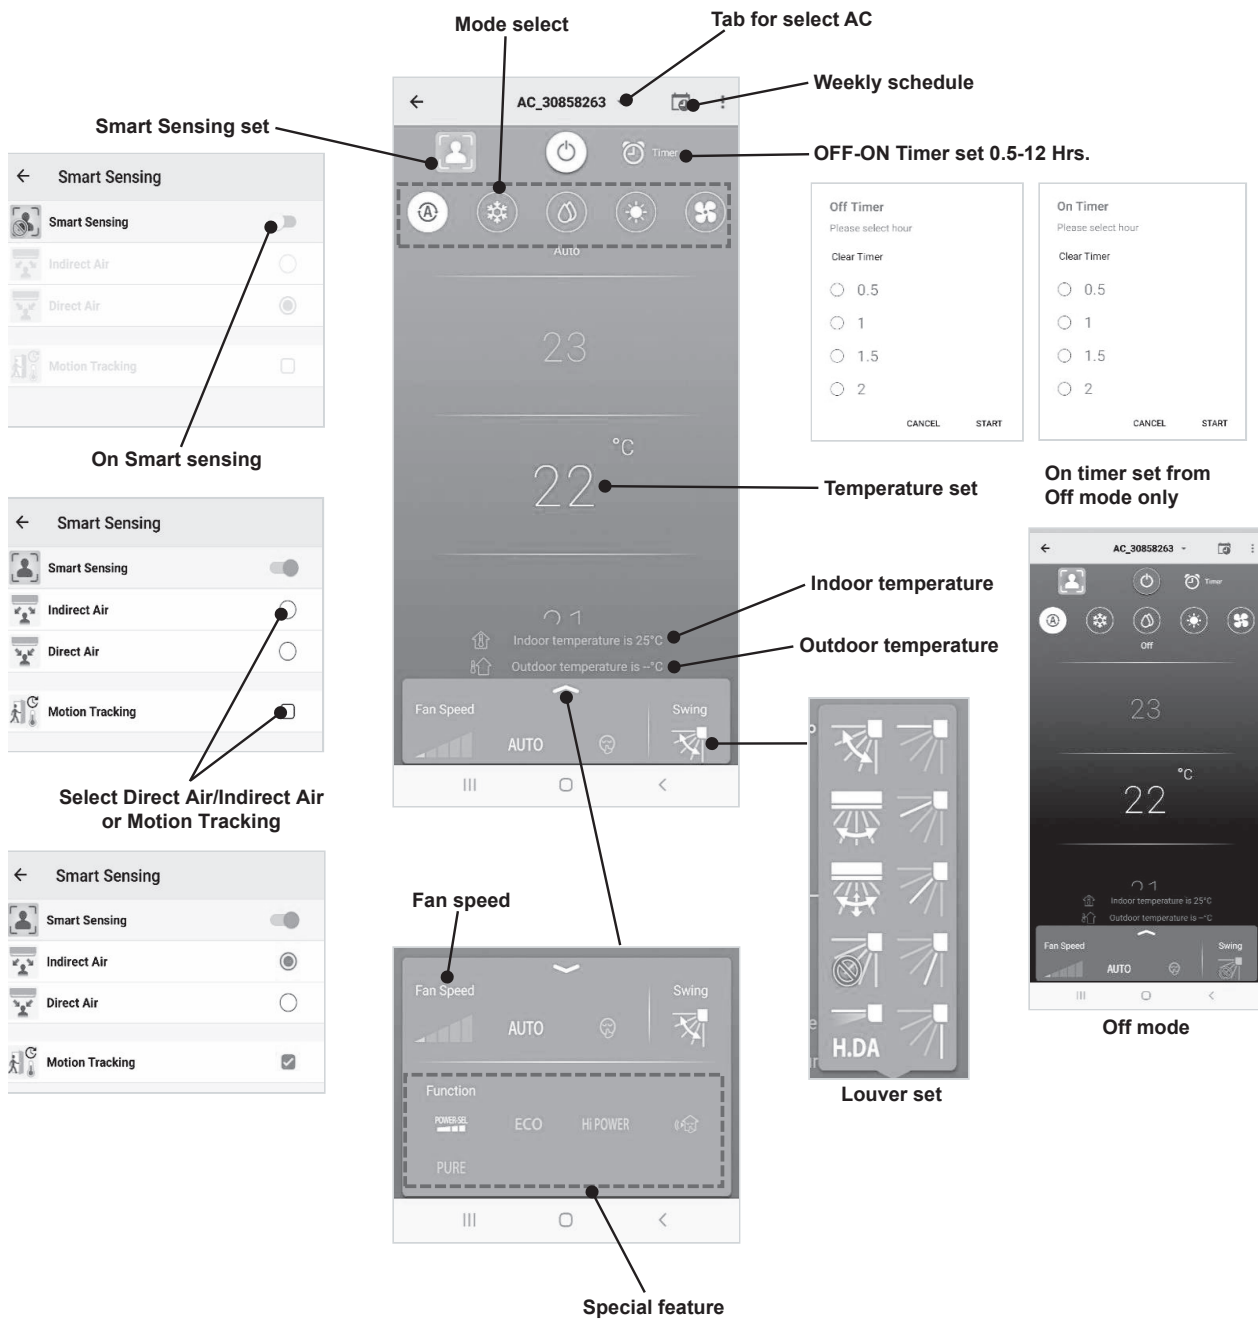 Mode select
Tab for select AC
Weekly schedule
Smart Sensing set
OFF-ON Timer set 0.5-12 Hrs.
AC_30858263
Timer
Auto
23
°C
22
21
Indoor temperature is 25°C
Outdoor temperature is --°C
Fan Speed
AUTO
Swing
Smart Sensing
Smart Sensing
Indirect Air
Direct Air
Motion Tracking
On Smart sensing
Smart Sensing
Smart Sensing
Indirect Air
Direct Air
Motion Tracking
Select Direct Air/Indirect Air
or Motion Tracking
Smart Sensing
Smart Sensing
Indirect Air
Direct Air
Motion Tracking
Off Timer
Please select hour
Clear Timer
0.5
1
1.5
2
CANCEL START
On Timer
Please select hour
Clear Timer
0.5
1
1.5
2
CANCEL START
On timer set from
Off mode only
Temperature set
Indoor temperature
Outdoor temperature
AC_30858263
Timer
Off
23
°C
22
21
Indoor temperature is 25°C
Outdoor temperature is --°C
Fan Speed
AUTO
Swing
Off mode
H.DA
Louver set
Fan speed
Fan Speed
AUTO
Swing
Function
POWER-SEL
ECO
Hi POWER
PURE
Special feature